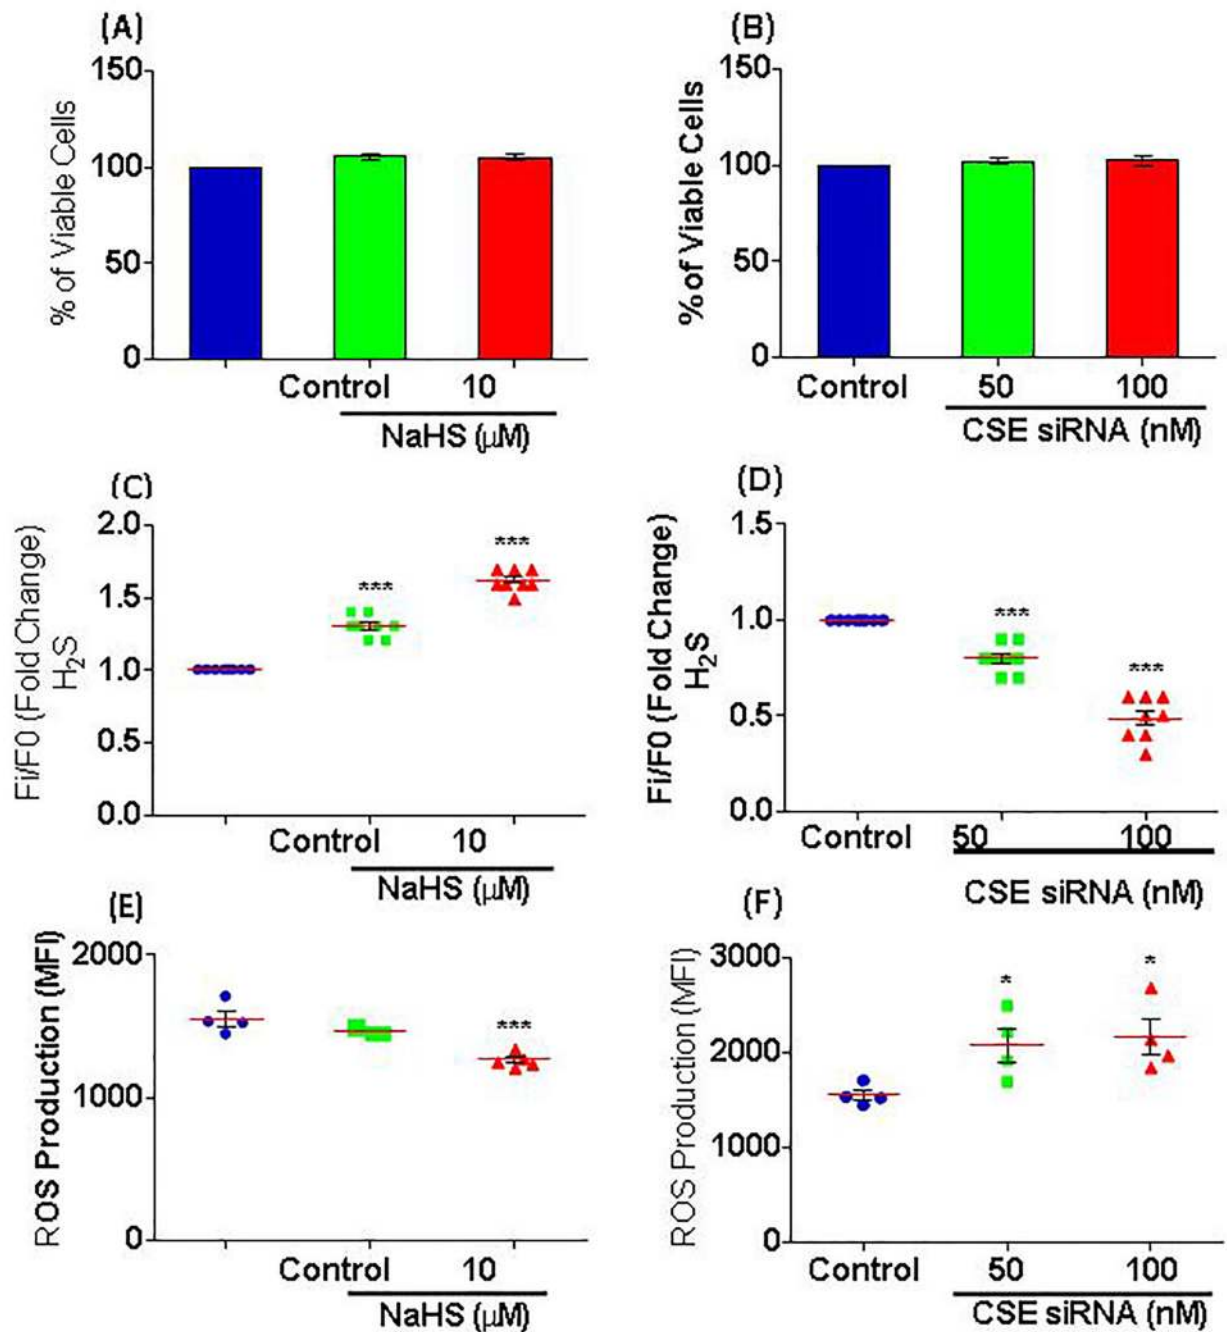 (A)
% of Viable Cells
150
100
50
0
Control 10
NaHS (μM)
(B)
% of Viable Cells
150
100
50
0
Control 50 100
CSE siRNA (nM)
(C)
Fi/F0 (Fold Change)
H₂S
2.0
1.5
1.0
0.5
0.0
***
***
Control 10
NaHS (μM)
(D)
Fi/F0 (Fold Change)
H₂S
1.5
1.0
0.5
0.0
***
***
Control 50 100
CSE siRNA (nM)
(E)
ROS Production (MFI)
2000
1000
0
***
Control 10
NaHS (μM)
(F)
ROS Production (MFI)
3000
2000
1000
0
*
*
Control 50 100
CSE siRNA (nM)